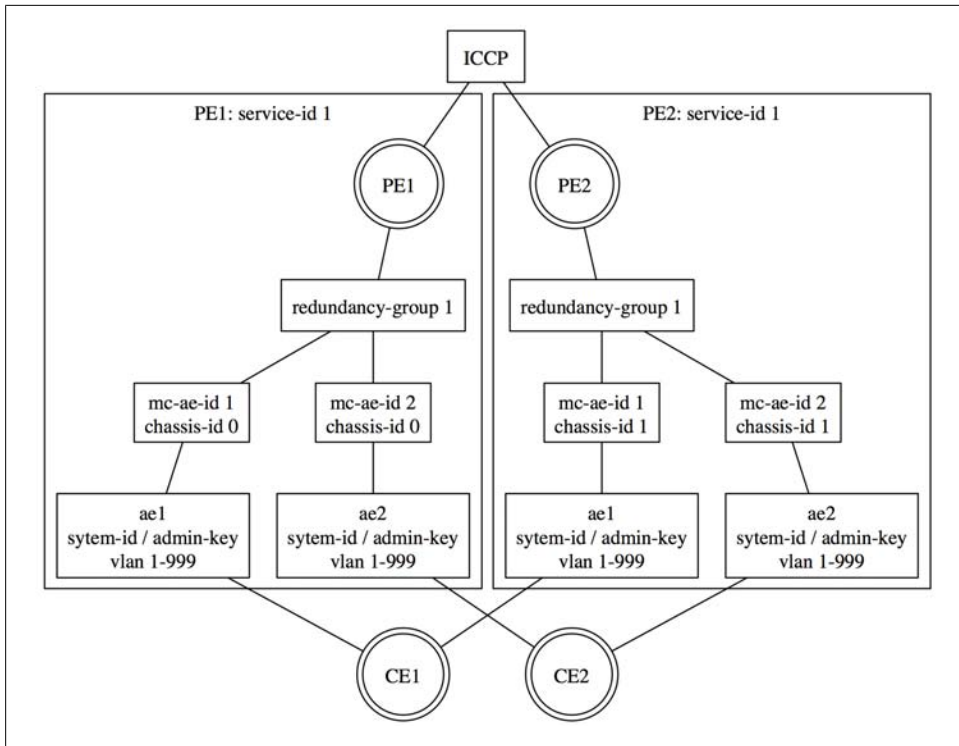 ICCP
PE1: service-id 1
PE1
redundancy-group 1
mc-ae-id 1
chassis-id 0
mc-ae-id 2
chassis-id 0
ae1
sytem-id / admin-key
vlan 1-999
ae2
sytem-id / admin-key
vlan 1-999
PE2: service-id 1
PE2
redundancy-group 1
mc-ae-id 1
chassis-id 1
mc-ae-id 2
chassis-id 1
ae1
sytem-id / admin-key
vlan 1-999
ae2
sytem-id / admin-key
vlan 1-999
CE1
CE2